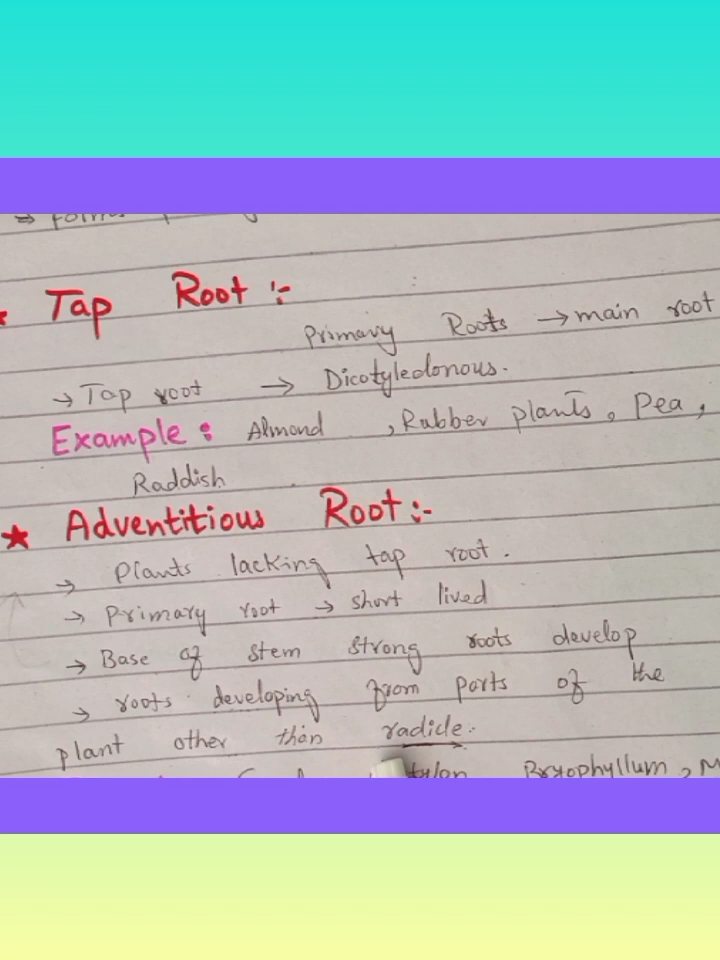 ★ Tap Root :-
Primary Roots → main root
→ Tap root → Dicotyledonous.
Example : Almond , Rubber plants, Pea,
Raddish
★ Adventitious Root :-
→ Plants lacking tap root.
→ Primary root → short lived
→ Base of stem strong roots develop
→ roots developing from parts of the
plant other than radicle.
Bryophyllum,